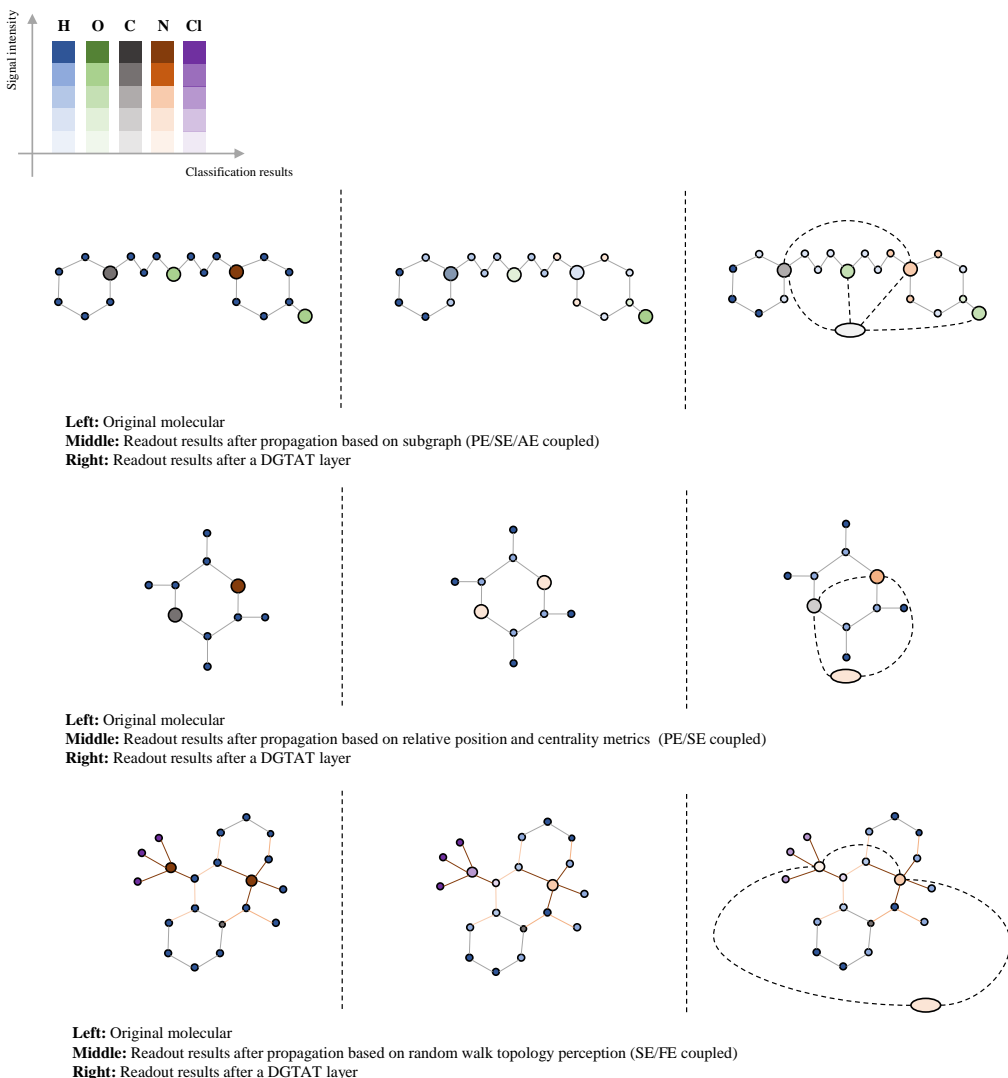 H O C N Cl
Signal intensity
Classification results
Left: Original molecular
Middle: Readout results after propagation based on subgraph (PE/SE/AE coupled)
Right: Readout results after a DGTAT layer
Left: Original molecular
Middle: Readout results after propagation based on relative position and centrality metrics (PE/SE coupled)
Right: Readout results after a DGTAT layer
Left: Original molecular
Middle: Readout results after propagation based on random walk topology perception (SE/FE coupled)
Right: Readout results after a DGTAT layer